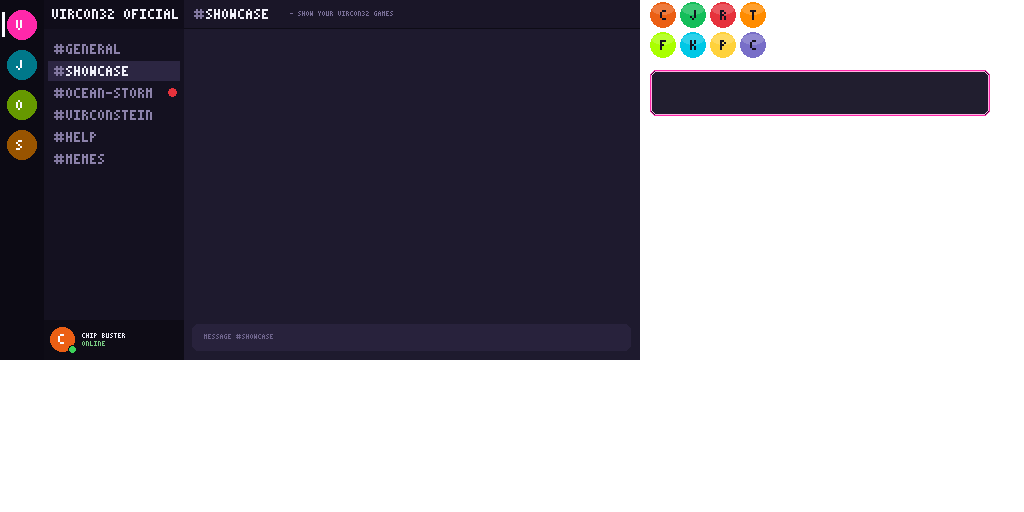 V
J
O
S
VIRCON32 OFICIAL
#GENERAL
#SHOWCASE
#OCEAN-STORM
#VIRCONSTEIN
#HELP
#MEMES
C
CHIP BUSTER
ONLINE
#SHOWCASE - SHOW YOUR VIRCON32 GAMES
MESSAGE #SHOWCASE
C J R T
F K P C